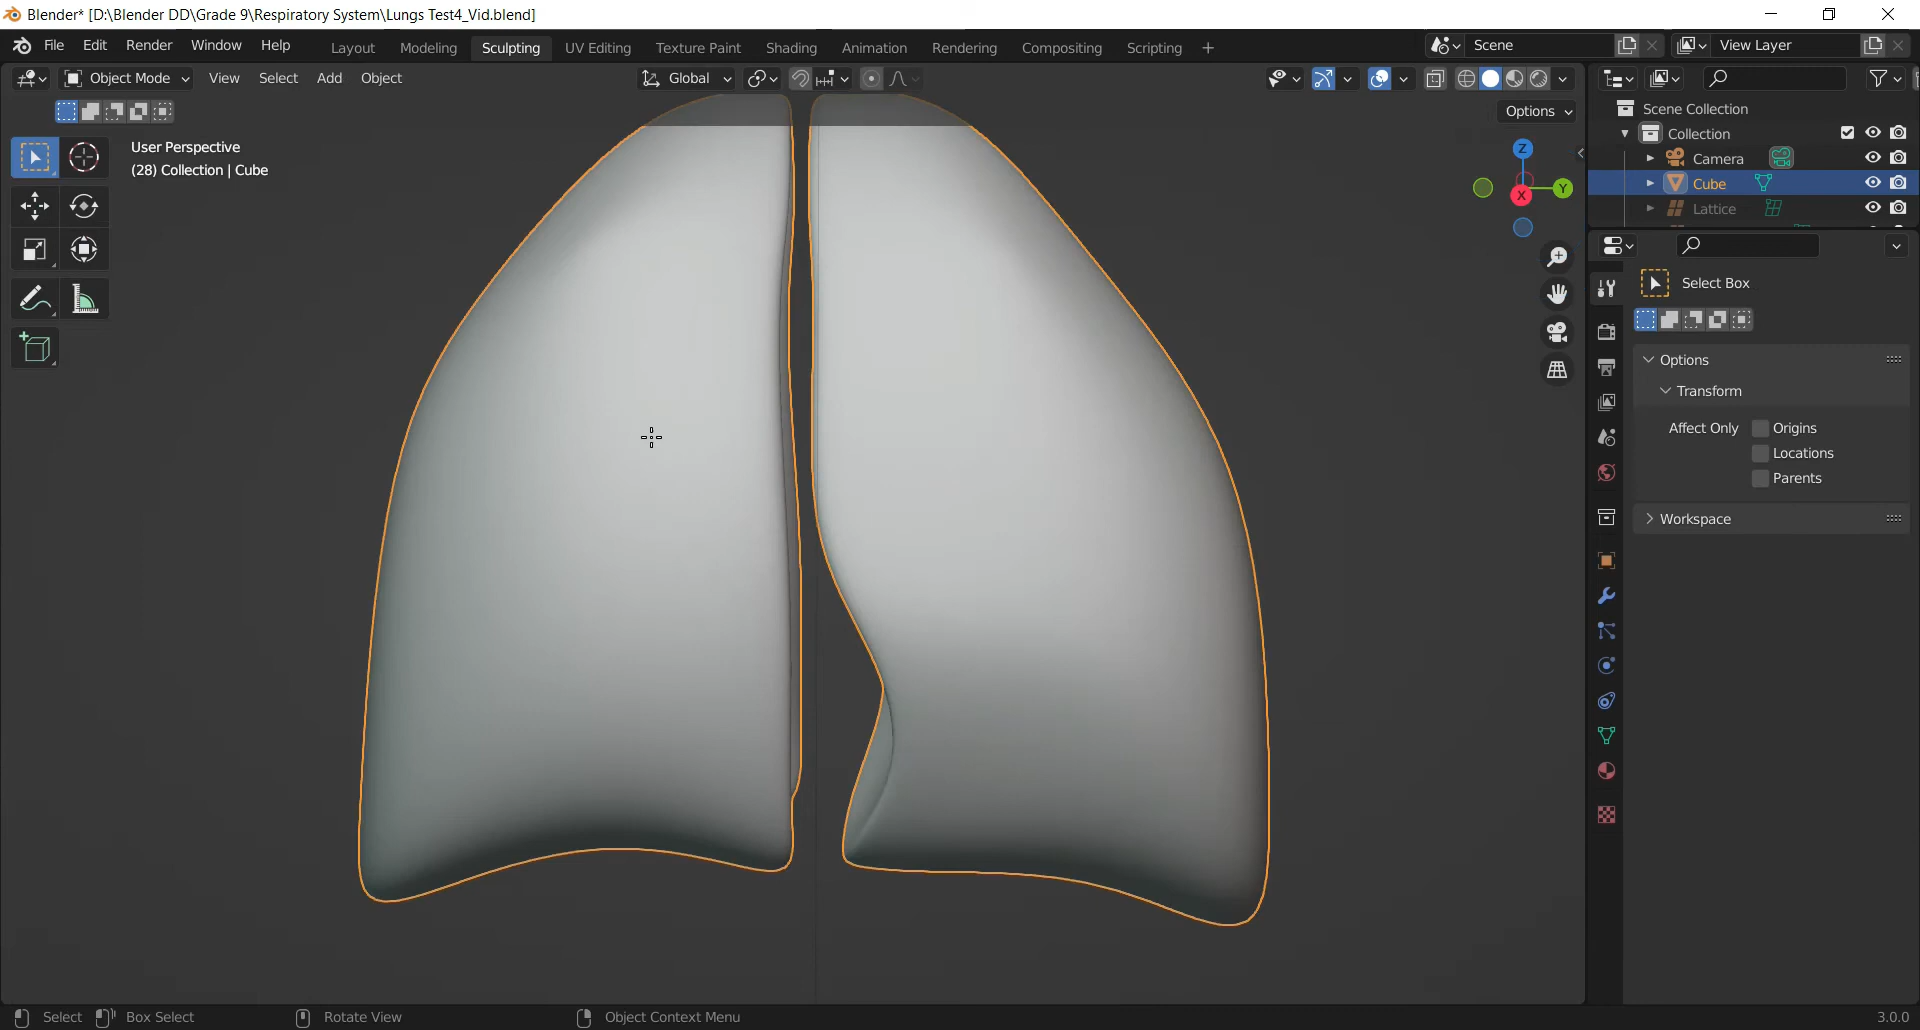 Blender* [D:\Blender DD\Grade 9\Respiratory System\Lungs Test4_Vid.blend]
File Edit Render Window Help Layout Modeling Sculpting UV Editing Texture Paint Shading Animation Rendering Compositing Scripting + Scene View Layer
Object Mode View Select Add Object Global
Options
User Perspective
(28) Collection | Cube
Z
Y
X
Scene Collection
Collection
Camera
Cube
Lattice
Select Box
Options
Transform
Affect Only Origins
Locations
Parents
Workspace
Select Box Select Rotate View Object Context Menu 3.0.0